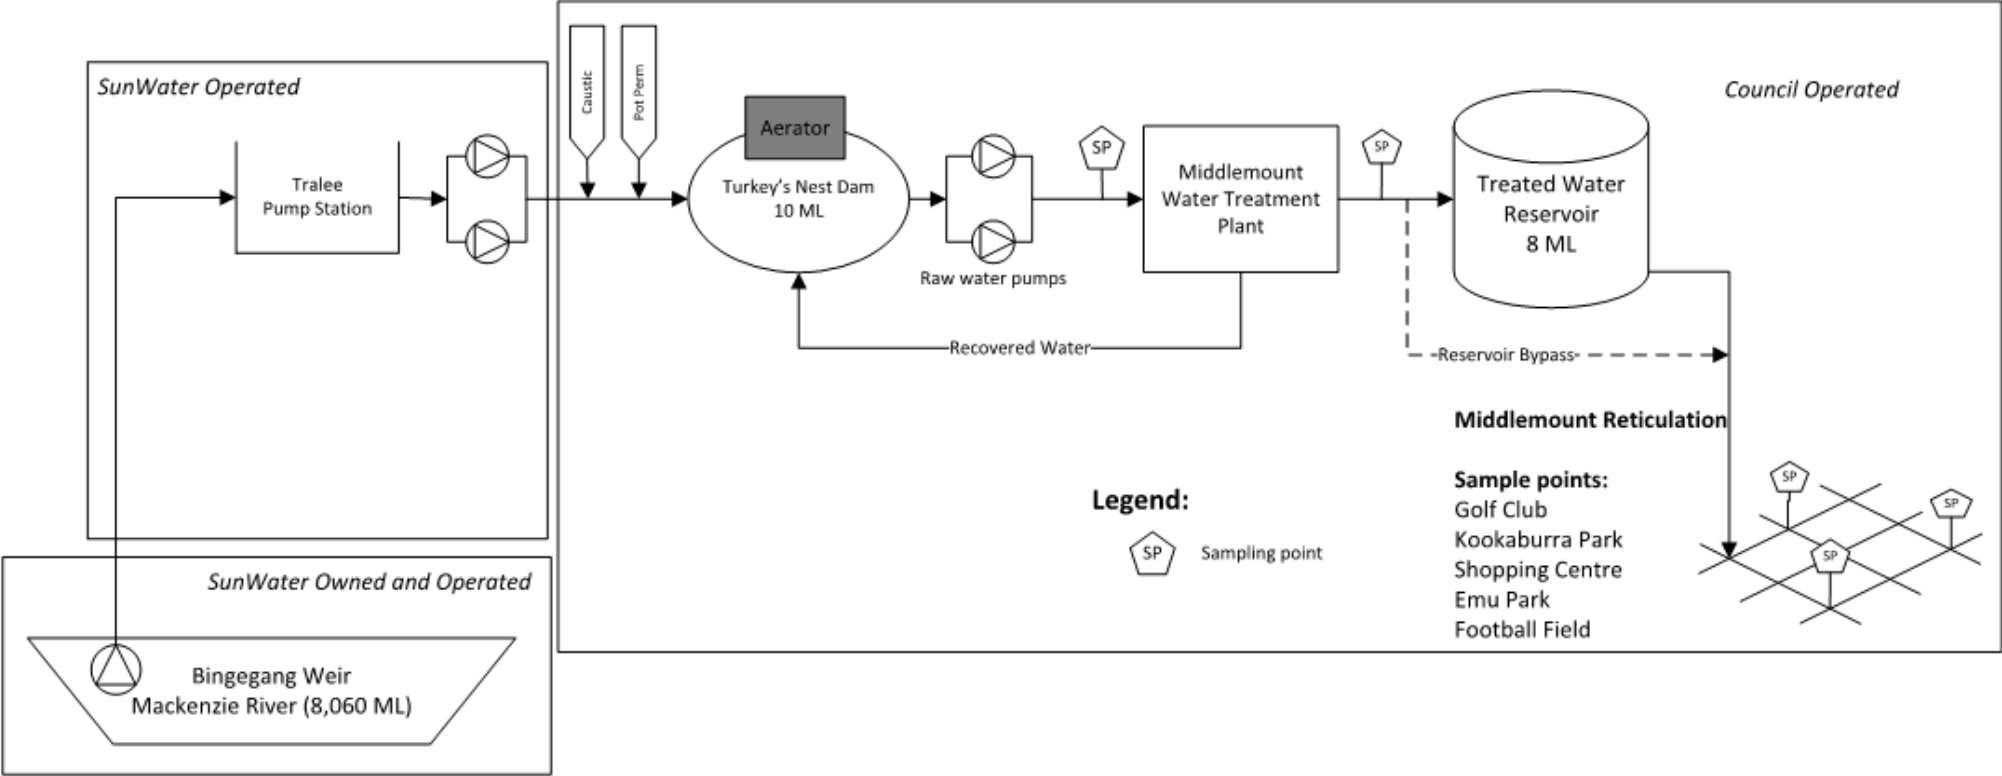 SunWater Operated
Tralee
Pump Station
Caustic
Pot Perm
Aerator
Turkey's Nest Dam
10 ML
Raw water pumps
SP
Middlemount
Water Treatment
Plant
SP
Council Operated
Treated Water
Reservoir
8 ML
Recovered Water
Reservoir Bypass
Middlemount Reticulation
Sample points:
Golf Club
Kookaburra Park
Shopping Centre
Emu Park
Football Field
SP
SP
SP
Legend:
SP
Sampling point
SunWater Owned and Operated
Bingegang Weir
Mackenzie River (8,060 ML)